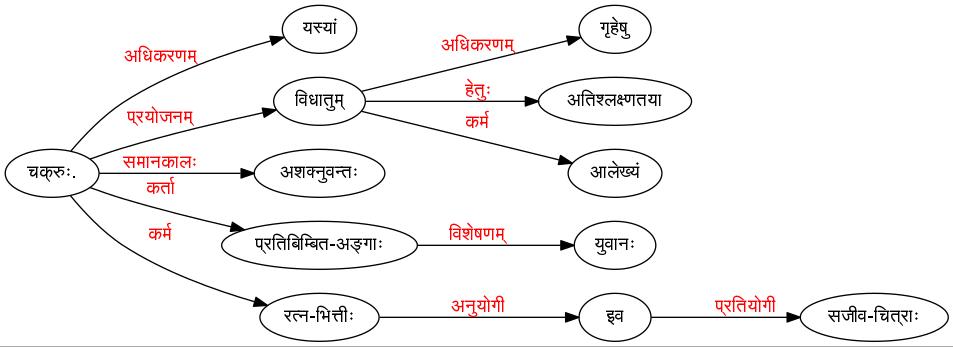 यस्यां
गृहेषु
अधिकरणम्
अधिकरणम्
हेतुः
विधातुम्
अतिश्लक्ष्णतया
प्रयोजनम्
कर्म
समानकालः
चक्रुः.
अशक्नुवन्तः
आलेख्यं
कर्ता
कर्म
विशेषणम्
प्रतिबिम्बित-अङ्गाः
युवानः
अनुयोगी
प्रतियोगी
रत्न-भित्तीः
इव
सजीव-चित्राः